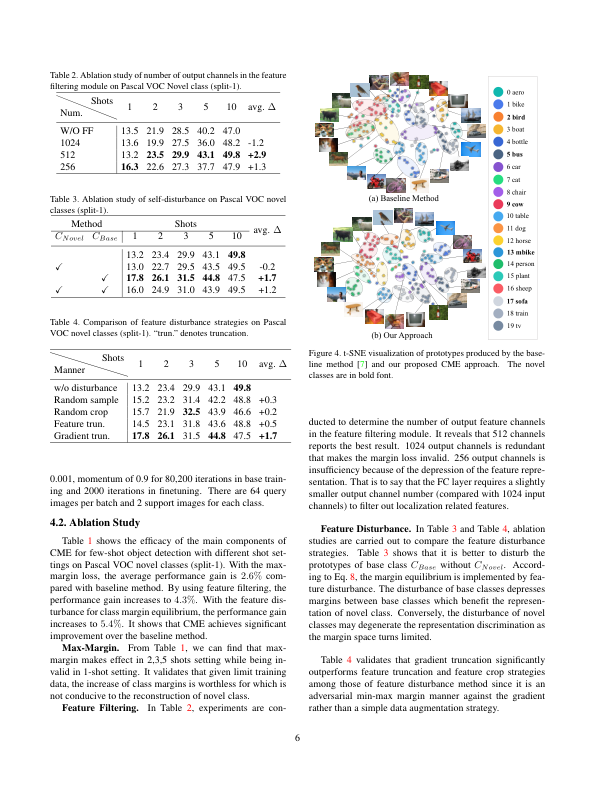 Table 2. Ablation study of number of output channels in the feature
filtering module on Pascal VOC Novel class (split-1).
Shots
Num. 1 2 3 5 10 avg. Δ
W/O FF 13.5 21.9 28.5 40.2 47.0
1024 13.6 19.9 27.5 36.0 48.2 -1.2
512 13.2 23.5 29.9 43.1 49.8 +2.9
256 16.3 22.6 27.3 37.7 47.9 +1.3
Table 3. Ablation study of self-disturbance on Pascal VOC novel
classes (split-1).
Method Shots avg. Δ
C_Novel C_Base 1 2 3 5 10
13.2 23.4 29.9 43.1 49.8
✓ 13.0 22.7 29.5 43.5 49.5 -0.2
✓ 17.8 26.1 31.5 44.8 47.5 +1.7
✓ ✓ 16.0 24.9 31.0 43.9 49.5 +1.2
Table 4. Comparison of feature disturbance strategies on Pascal
VOC novel classes (split-1). “trun.” denotes truncation.
Shots
Manner 1 2 3 5 10 avg. Δ
w/o disturbance 13.2 23.4 29.9 43.1 49.8
Random sample 15.2 23.2 31.4 42.2 48.8 +0.3
Random crop 15.7 21.9 32.5 43.9 46.6 +0.2
Feature trun. 14.5 23.1 31.8 43.6 48.8 +0.5
Gradient trun. 17.8 26.1 31.5 44.8 47.5 +1.7
0.001, momentum of 0.9 for 80,200 iterations in base train-
ing and 2000 iterations in finetuning. There are 64 query
images per batch and 2 support images for each class.
4.2. Ablation Study
Table 1 shows the efficacy of the main components of
CME for few-shot object detection with different shot set-
tings on Pascal VOC novel classes (split-1). With the max-
margin loss, the average performance gain is 2.6% com-
pared with baseline method. By using feature filtering, the
performance gain increases to 4.3%. With the feature dis-
turbance for class margin equilibrium, the performance gain
increases to 5.4%. It shows that CME achieves significant
improvement over the baseline method.
Max-Margin. From Table 1, we can find that max-
margin makes effect in 2,3,5 shots setting while being in-
valid in 1-shot setting. It validates that given limit training
data, the increase of class margins is worthless for which is
not conducive to the reconstruction of novel class.
Feature Filtering. In Table 2, experiments are con-
(a) Baseline Method
(b) Our Approach
0 aero
1 bike
2 bird
3 boat
4 bottle
5 bus
6 car
7 cat
8 chair
9 cow
10 table
11 dog
12 horse
13 mbike
14 person
15 plant
16 sheep
17 sofa
18 train
19 tv
Figure 4. t-SNE visualization of prototypes produced by the base-
line method [7] and our proposed CME approach. The novel
classes are in bold font.
ducted to determine the number of output feature channels
in the feature filtering module. It reveals that 512 channels
reports the best result. 1024 output channels is redundant
that makes the margin loss invalid. 256 output channels is
insufficiency because of the depression of the feature repre-
sentation. That is to say that the FC layer requires a slightly
smaller output channel number (compared with 1024 input
channels) to filter out localization related features.
Feature Disturbance. In Table 3 and Table 4, ablation
studies are carried out to compare the feature disturbance
strategies. Table 3 shows that it is better to disturb the
prototypes of base class C_Base without C_Novel. Accord-
ing to Eq. 8, the margin equilibrium is implemented by fea-
ture disturbance. The disturbance of base classes depresses
margins between base classes which benefit the represen-
tation of novel class. Conversely, the disturbance of novel
classes may degenerate the representation discrimination as
the margin space turns limited.
Table 4 validates that gradient truncation significantly
outperforms feature truncation and feature crop strategies
among those of feature disturbance method since it is an
adversarial min-max margin manner against the gradient
rather than a simple data augmentation strategy.
6